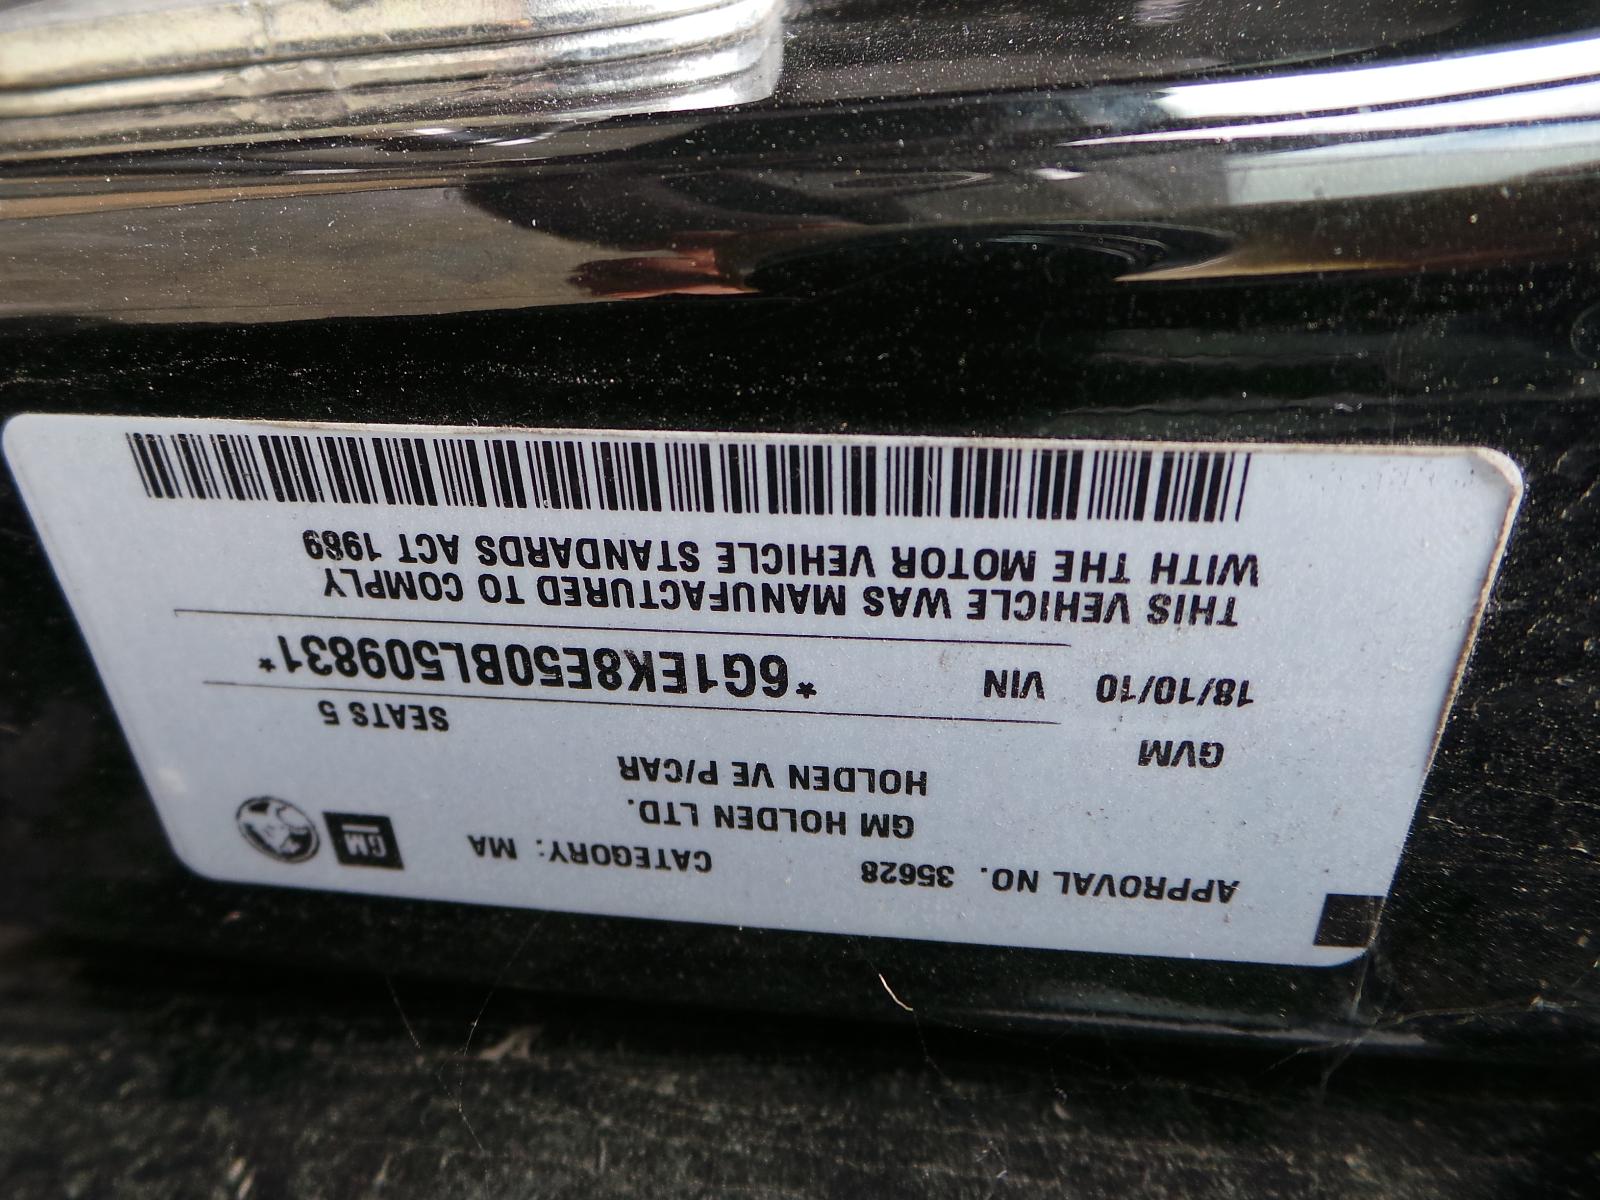 APPROVAL NO. 35628 CATEGORY: MA GM
GM HOLDEN LTD.
HOLDEN VE P/CAR
GVM SEATS 5
18/10/10 VIN *6G1EK8E50BL509831*
THIS VEHICLE WAS MANUFACTURED TO COMPLY
WITH THE MOTOR VEHICLE STANDARDS ACT 1989